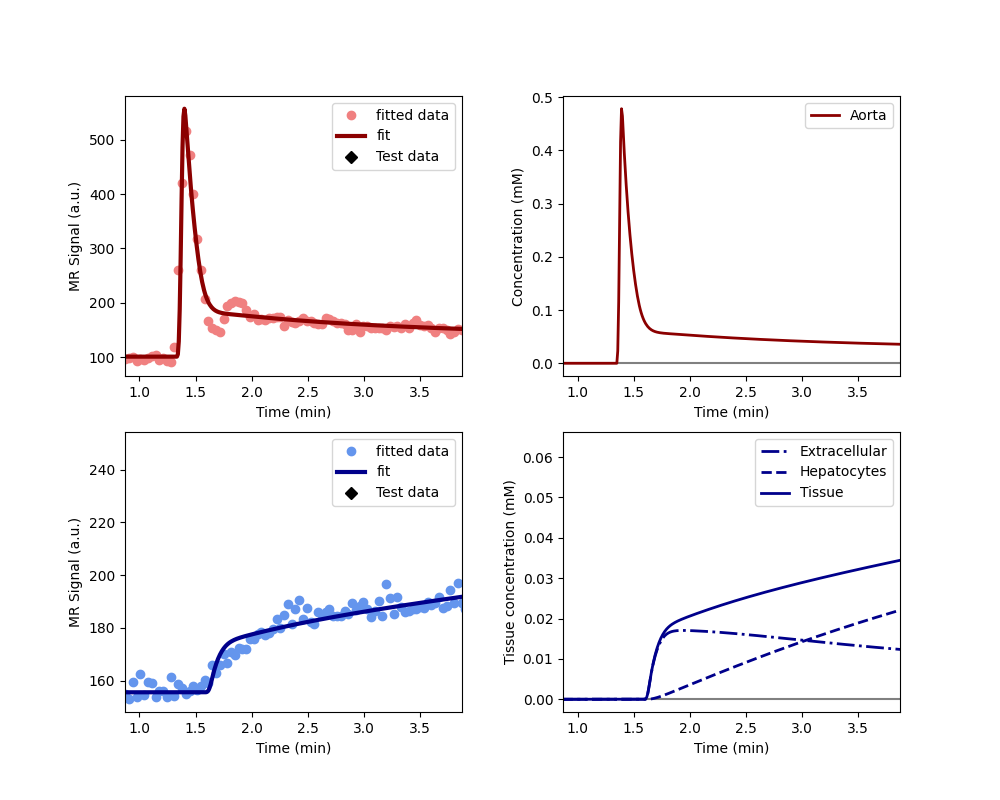 500
400
300
200
100
1.0 1.5 2.0 2.5 3.0 3.5
Time (min)
MR Signal (a.u.)
fitted data
fit
Test data
0.5
0.4
0.3
0.2
0.1
0.0
1.0 1.5 2.0 2.5 3.0 3.5
Time (min)
Concentration (mM)
Aorta
240
220
200
180
160
1.0 1.5 2.0 2.5 3.0 3.5
Time (min)
MR Signal (a.u.)
fitted data
fit
Test data
0.06
0.05
0.04
0.03
0.02
0.01
0.00
1.0 1.5 2.0 2.5 3.0 3.5
Time (min)
Tissue concentration (mM)
Extracellular
Hepatocytes
Tissue